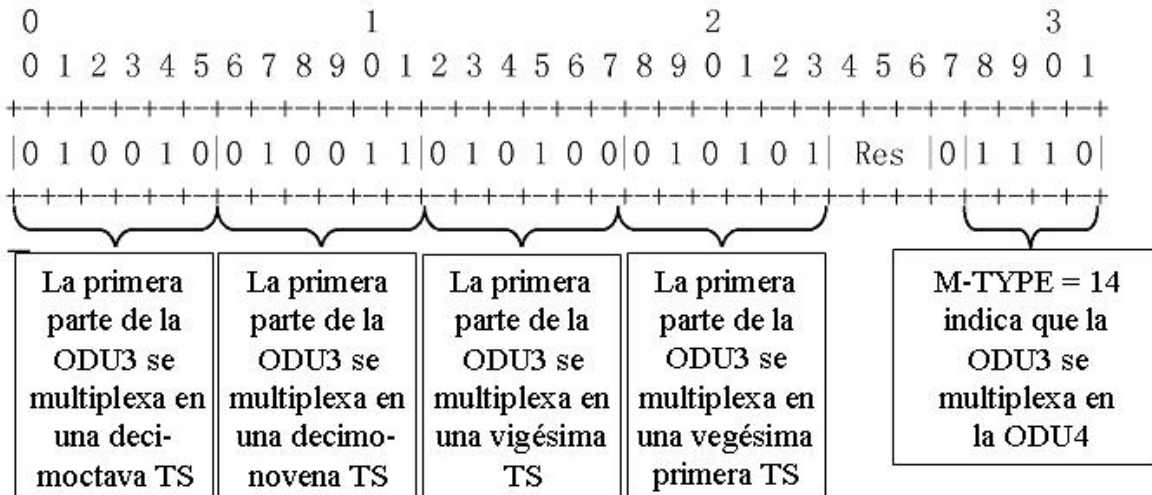 0 1 2 3
0 1 2 3 4 5 6 7 8 9 0 1 2 3 4 5 6 7 8 9 0 1 2 3 4 5 6 7 8 9 0 1
+-+-+-+-+-+-+-+-+-+-+-+-+-+-+-+-+-+-+-+-+-+-+-+-+-+-+-+-+-+-+-+-+
|0 1 0 0 1 0|0 1 0 0 1 1|0 1 0 1 0 0|0 1 0 1 0 1| Res |0|1 1 1 0|
+-+-+-+-+-+-+-+-+-+-+-+-+-+-+-+-+-+-+-+-+-+-+-+-+-+-+-+-+-+-+-+-+
La primera
parte de la
ODU3 se
multiplexa en
una deci-
moctava TS
La primera
parte de la
ODU3 se
multiplexa en
una decimo-
novena TS
La primera
parte de la
ODU3 se
multiplexa en
una vigésima
TS
La primera
parte de la
ODU3 se
multiplexa en
una vegésima
primera TS
M-TYPE = 14
indica que la
ODU3 se
multiplexa en
la ODU4